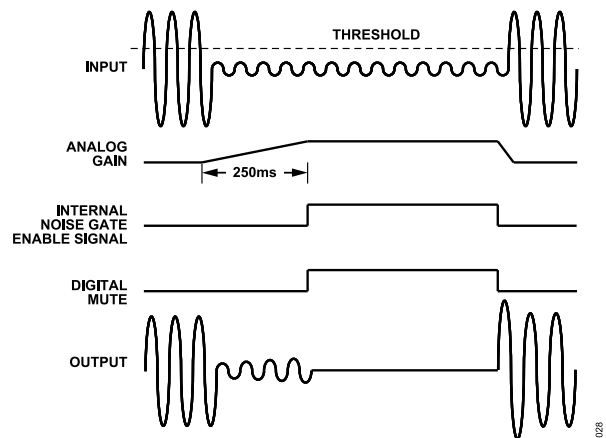 THRESHOLD
INPUT
ANALOG
GAIN
250ms
INTERNAL
NOISE GATE
ENABLE SIGNAL
DIGITAL
MUTE
OUTPUT
028